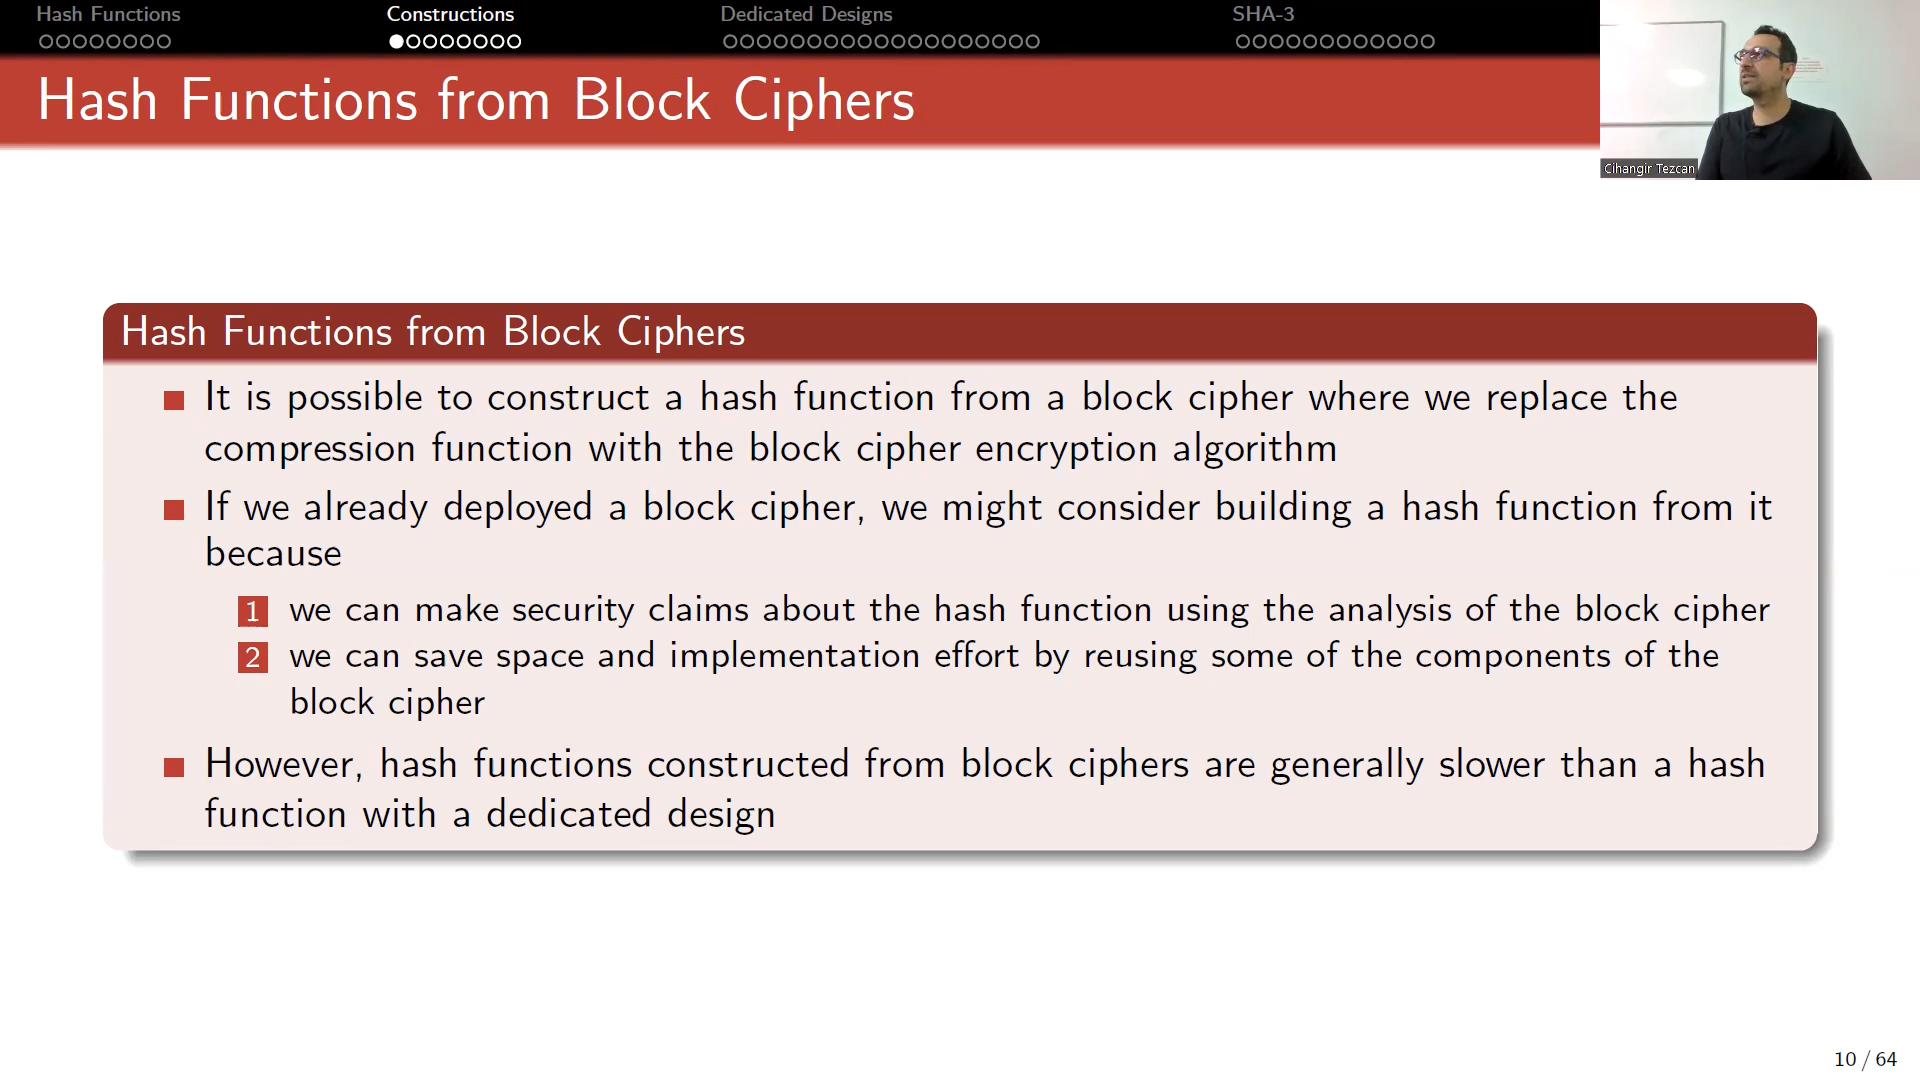 Hash Functions
Constructions
Dedicated Designs
SHA-3
Hash Functions from Block Ciphers
Cihangir Tezcan
Hash Functions from Block Ciphers
It is possible to construct a hash function from a block cipher where we replace the
compression function with the block cipher encryption algorithm
If we already deployed a block cipher, we might consider building a hash function from it
because
1 we can make security claims about the hash function using the analysis of the block cipher
2 we can save space and implementation effort by reusing some of the components of the
block cipher
However, hash functions constructed from block ciphers are generally slower than a hash
function with a dedicated design
10 / 64